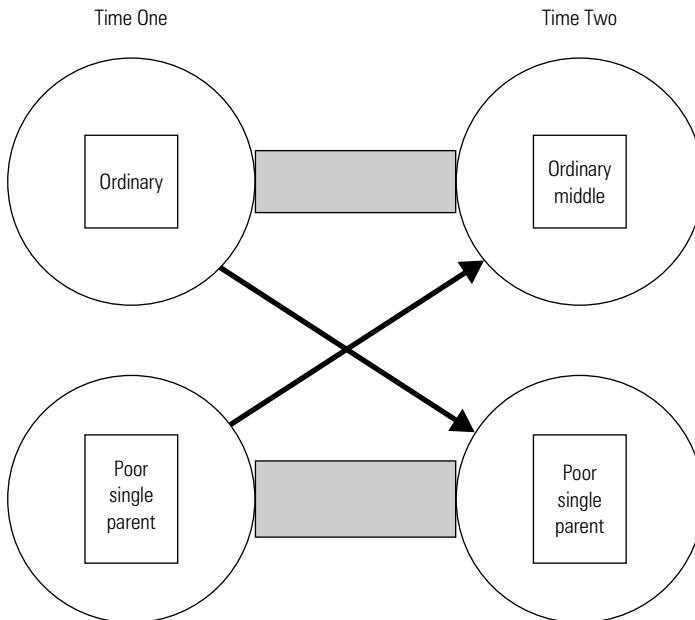 Time One
Time Two
Ordinary
Ordinary
middle
Poor
single
parent
Poor
single
parent